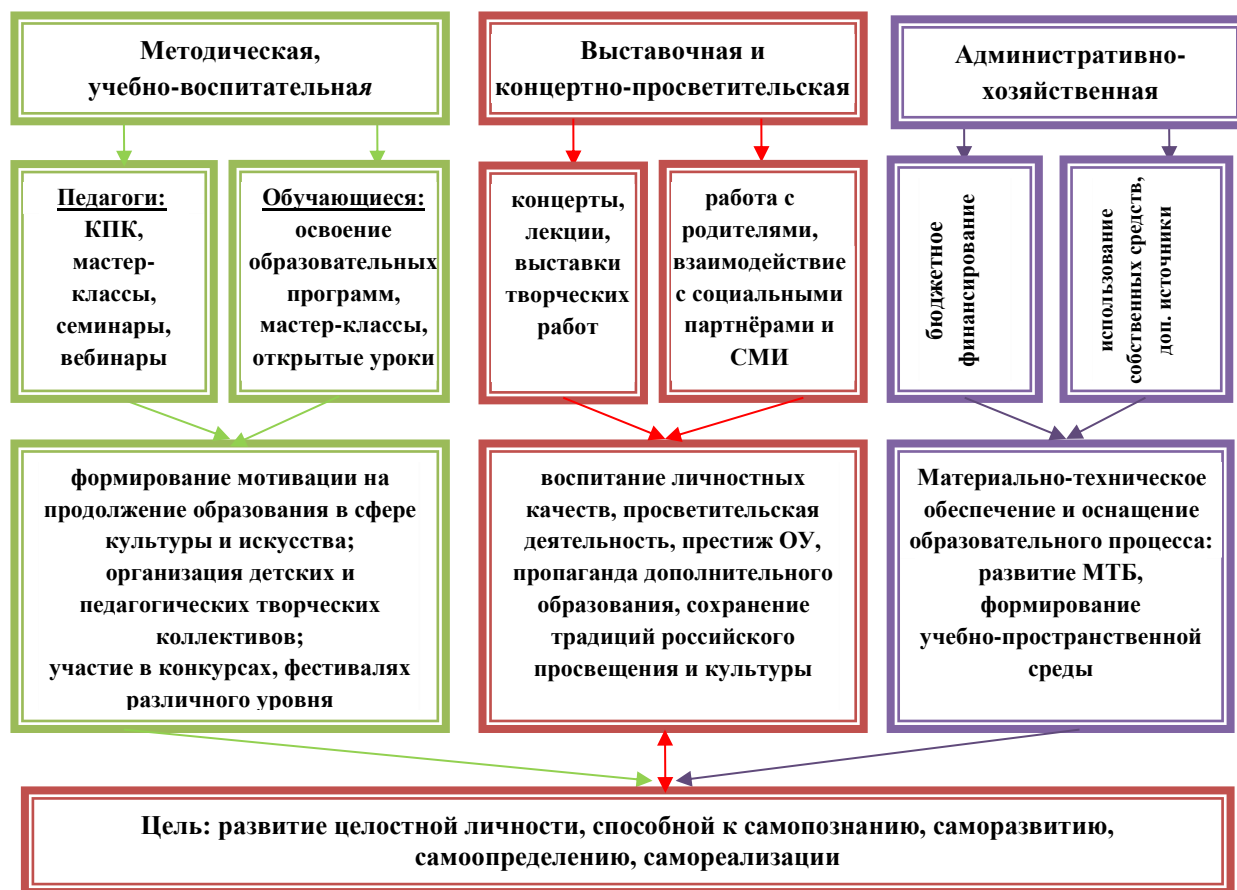 Методическая,
учебно-воспитательная
Выставочная и
концертно-просветительская
Административно-
хозяйственная
Педагоги:
КПК,
мастер-
классы,
семинары,
вебинары
Обучающиеся:
освоение
образовательных
программ,
мастер-классы,
открытые уроки
концерты,
лекции,
выставки
творческих
работ
работа с
родителями,
взаимодействие
с социальными
партнёрами и
СМИ
бюджетное
финансирование
использование
собственных средств,
доп. источники
формирование мотивации на
продолжение образования в сфере
культуры и искусства;
организация детских и
педагогических творческих
коллективов;
участие в конкурсах, фестивалях
различного уровня
воспитание личностных
качеств, просветительская
деятельность, престиж ОУ,
пропаганда дополнительного
образования, сохранение
традиций российского
просвещения и культуры
Материально-техническое
обеспечение и оснащение
образовательного процесса:
развитие МТБ,
формирование
учебно-пространственной
среды
Цель: развитие целостной личности, способной к самопознанию, саморазвитию,
самоопределению, самореализации